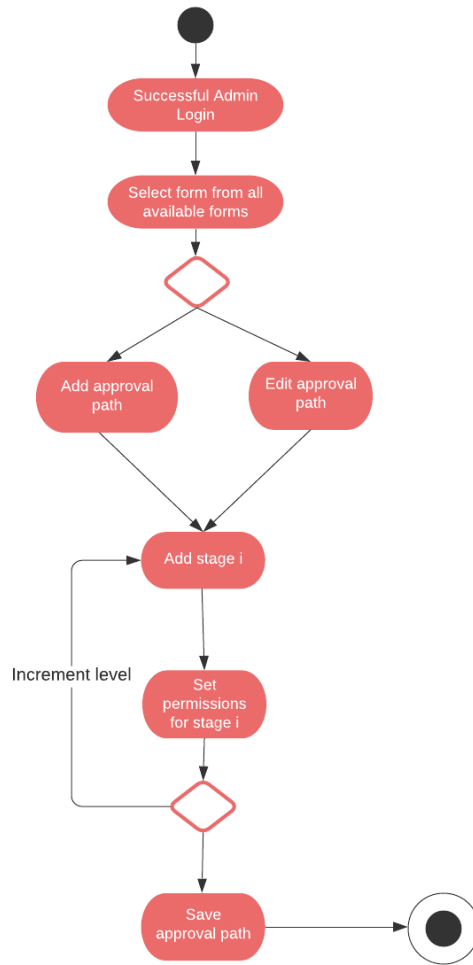 Successful Admin
Login
Select form from all
available forms
Add approval
path
Edit approval
path
Add stage i
Increment level
Set
permissions
for stage i
Save
approval path